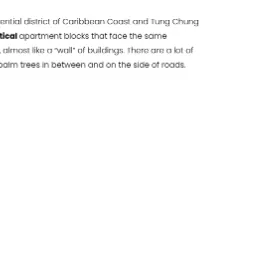 ential district of Caribbean Coast and Tung Chung
tical apartment blocks that face the same
almost like a “wall” of buildings. There are a lot of
palm trees in between and on the side of roads.